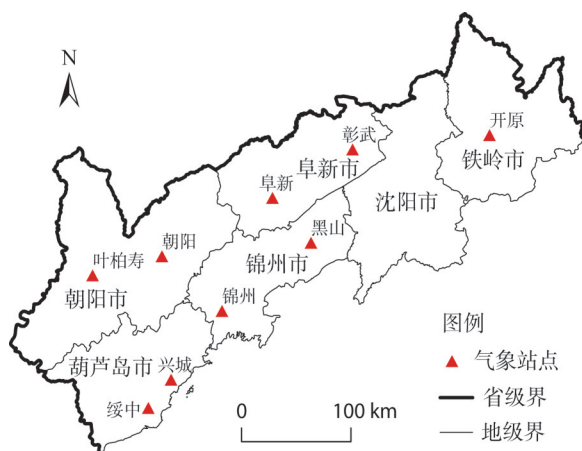 N
开原
铁岭市
彰武
阜新市
阜新
沈阳市
黑山
朝阳
锦州市
叶柏寿
朝阳市
锦州
图例
葫芦岛市
兴城
气象站点
绥中
0 100 km
省级界
地级界